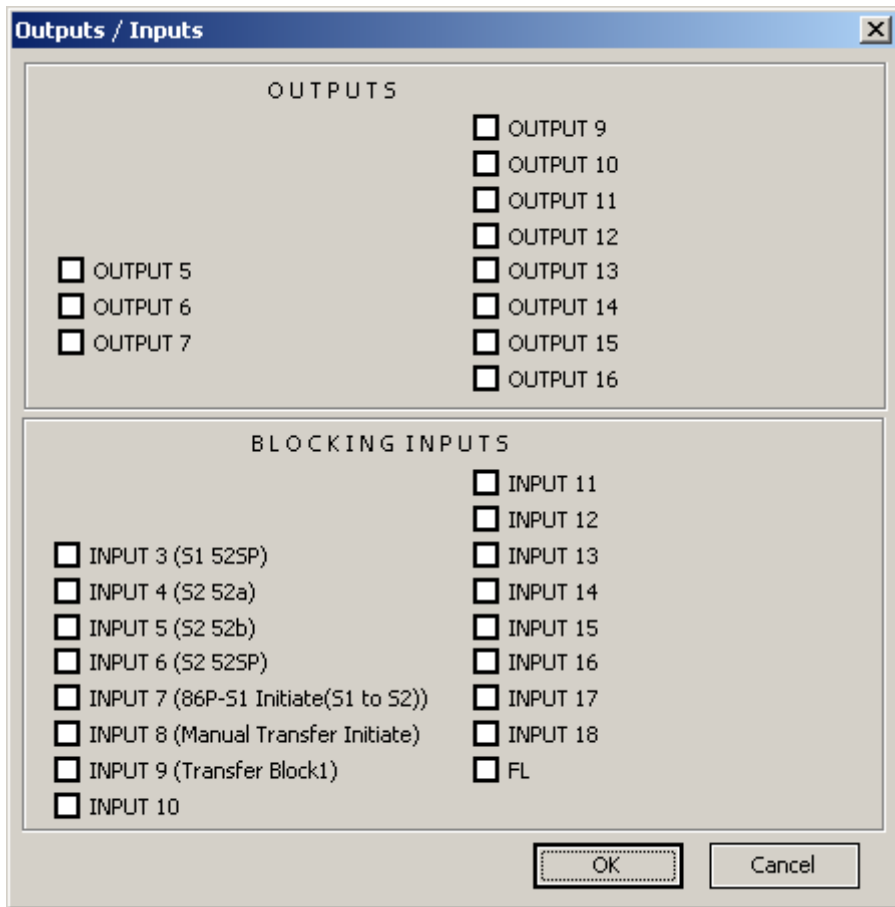 Outputs / Inputs
OUTPUTS
OUTPUT 5
OUTPUT 6
OUTPUT 7
OUTPUT 9
OUTPUT 10
OUTPUT 11
OUTPUT 12
OUTPUT 13
OUTPUT 14
OUTPUT 15
OUTPUT 16
BLOCKING INPUTS
INPUT 3 (S1 52SP)
INPUT 4 (S2 52a)
INPUT 5 (S2 52b)
INPUT 6 (S2 52SP)
INPUT 7 (86P-S1 Initiate(S1 to S2))
INPUT 8 (Manual Transfer Initiate)
INPUT 9 (Transfer Block1)
INPUT 10
INPUT 11
INPUT 12
INPUT 13
INPUT 14
INPUT 15
INPUT 16
INPUT 17
INPUT 18
FL
OK
Cancel